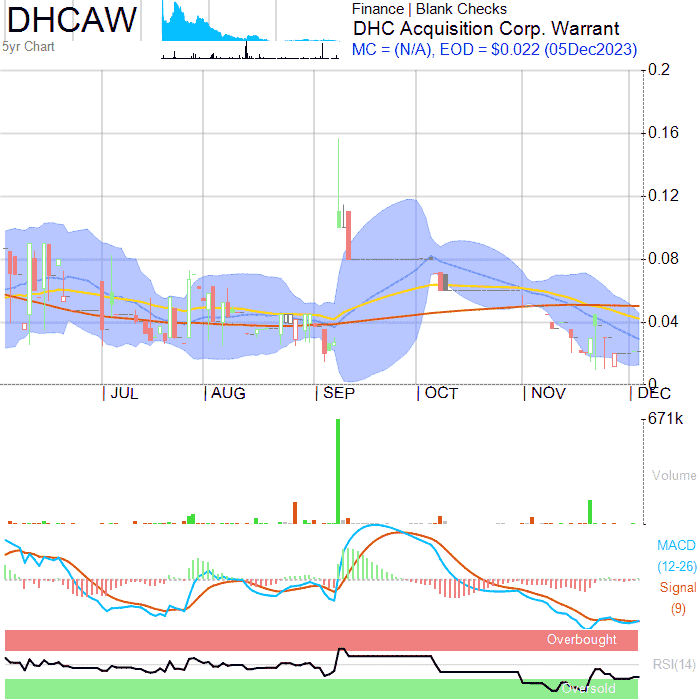 DHCAW
5yr Chart
Finance | Blank Checks
DHC Acquisition Corp. Warrant
MC = (N/A), EOD = $0.022 (05Dec2023)
0.2
0.16
0.12
0.08
0.04
0
JUL
AUG
SEP
OCT
NOV
DEC
671k
Volume
MACD
(12-26)
Signal
(9)
Overbought
RSI(14)
Oversold